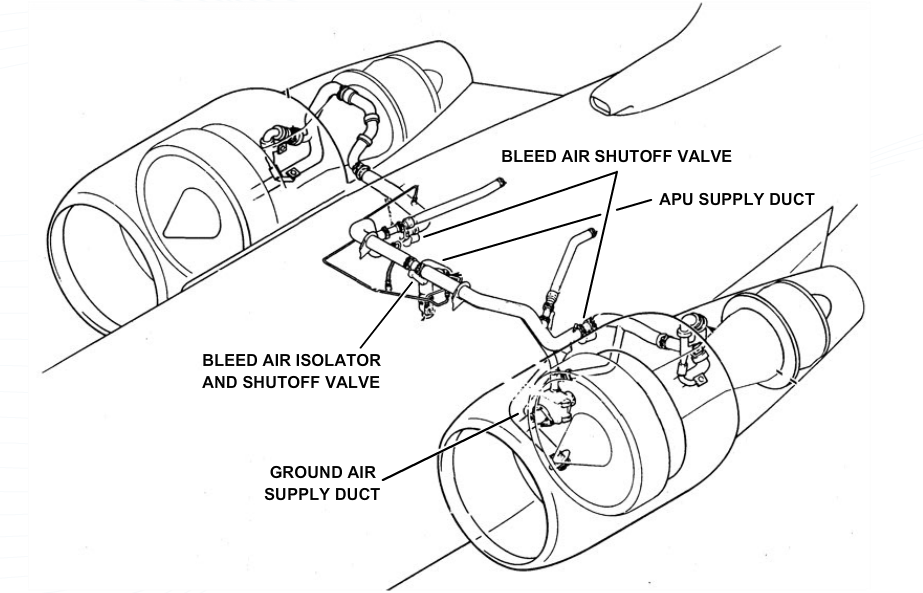 BLEED AIR SHUTOFF VALVE
APU SUPPLY DUCT
BLEED AIR ISOLATOR
AND SHUTOFF VALVE
GROUND AIR
SUPPLY DUCT